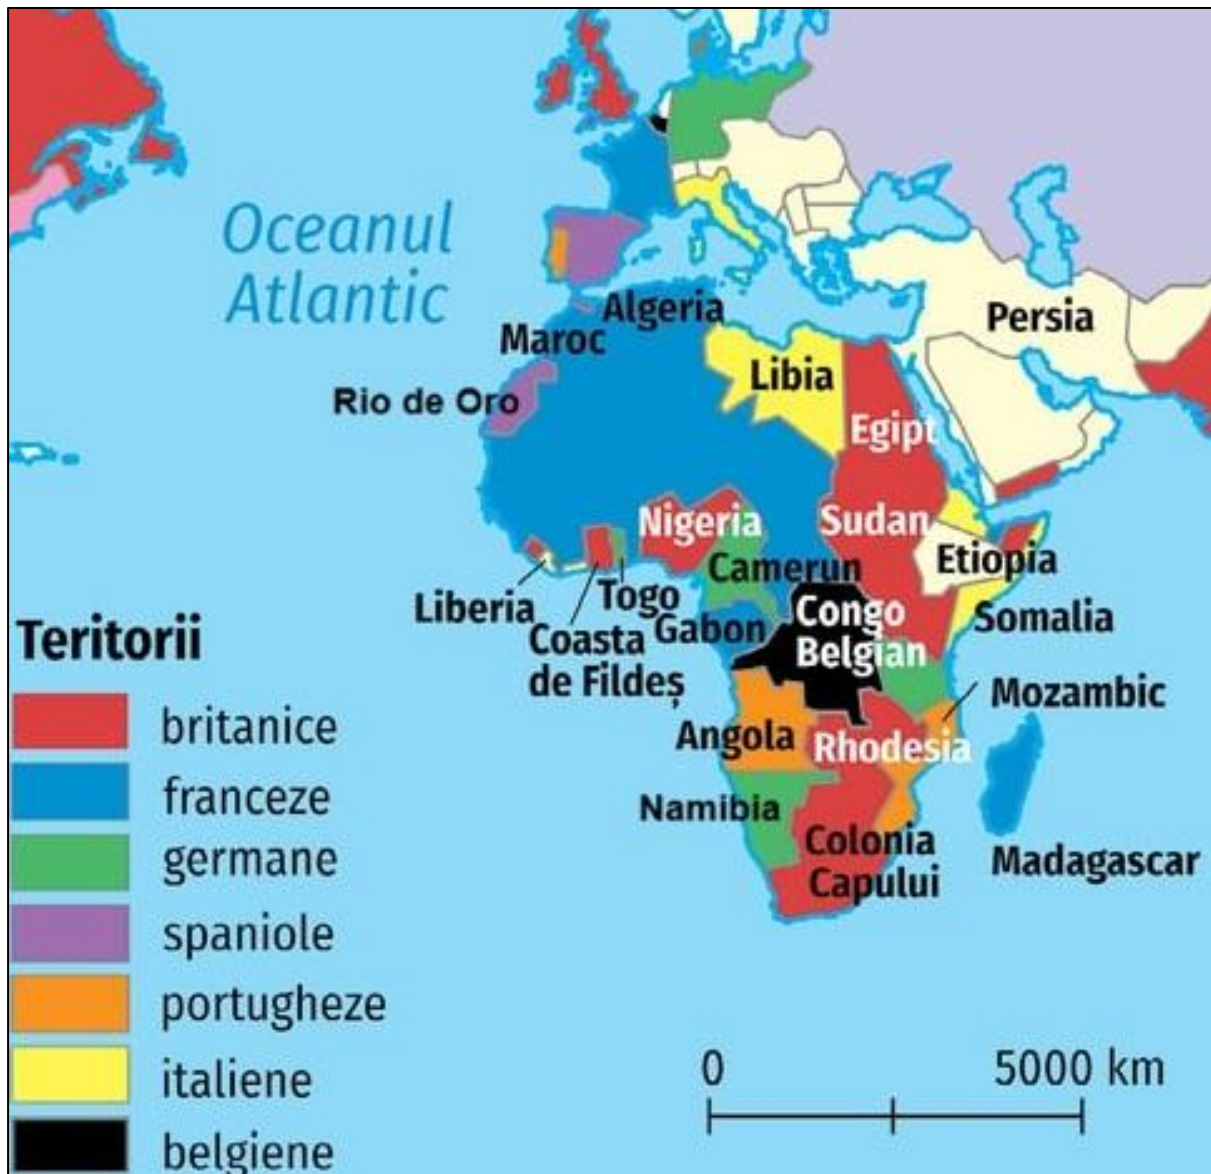 Oceanul
Atlantic
Algeria
Maroc
Persia
Libia
Rio de Oro
Egipt
Nigeria
Sudan
Etiopia
Camerun
Liberia
Togo
Coasta
de Fildeș
Gabon
Congo
Belgian
Somalia
Mozambic
Angola
Rhodesia
Namibia
Colonia
Capului
Madagascar
Teritorii
britanice
franceze
germane
spaniole
portugheze
italiene
belgiene
0 5000 km